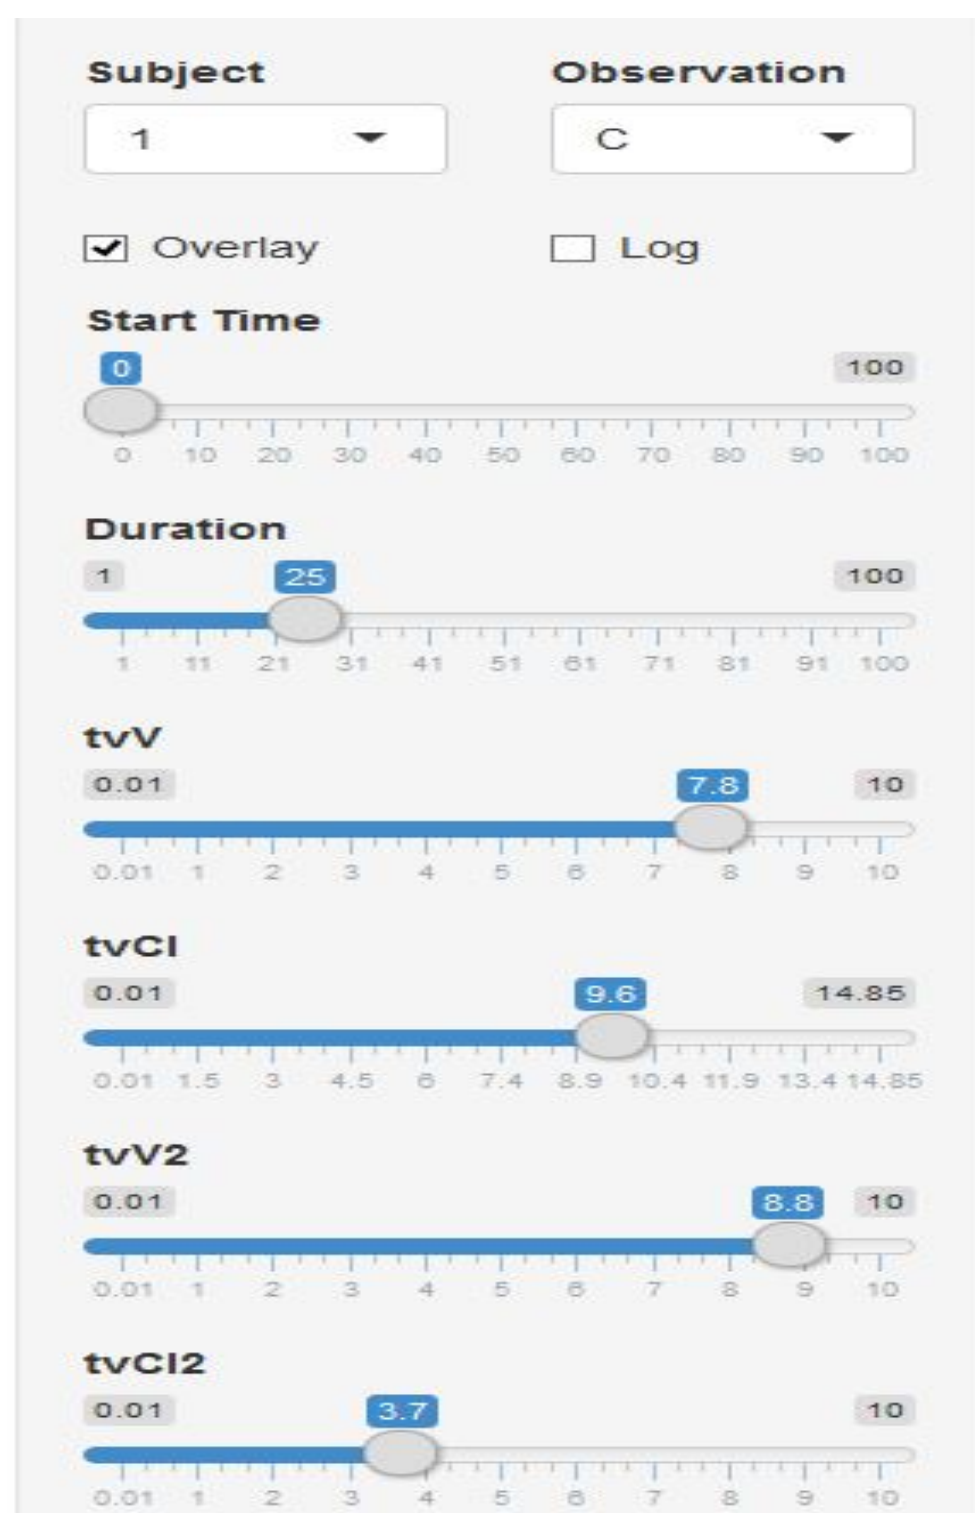 Subject Observation
1 C
Overlay Log
Start Time
0 100
0 10 20 30 40 50 60 70 80 90 100
Duration
1 25 100
1 11 21 31 41 51 61 71 81 91 100
tvV
0.01 7.8 10
0.01 1 2 3 4 5 6 7 8 9 10
tvCl
0.01 9.6 14.85
0.01 1.5 3 4.5 6 7.4 8.9 10.4 11.9 13.4 14.85
tvV2
0.01 8.8 10
0.01 1 2 3 4 5 6 7 8 9 10
tvCl2
0.01 3.7 10
0.01 1 2 3 4 5 6 7 8 9 10